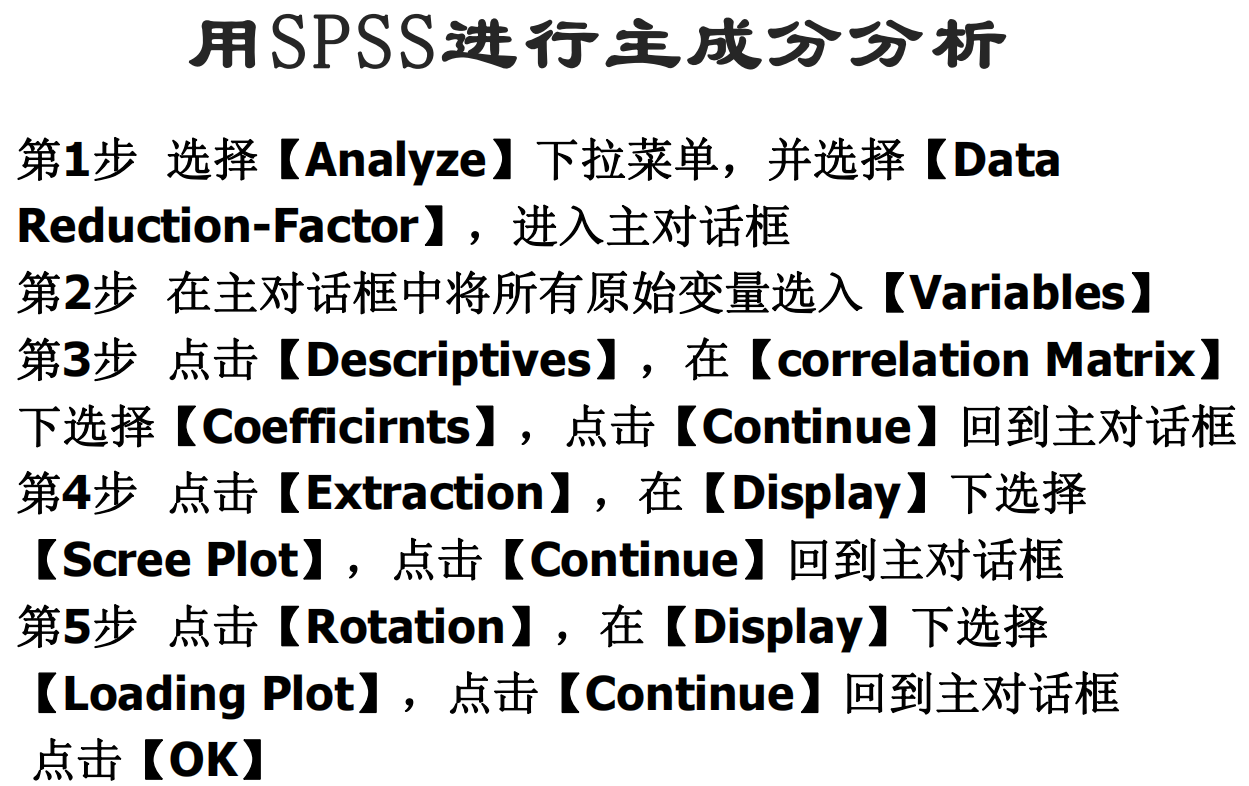 用SPSS进行主成分分析
第1步 选择【Analyze】下拉菜单，并选择【Data
Reduction-Factor】，进入主对话框
第2步 在主对话框中将所有原始变量选入【Variables】
第3步 点击【Descriptives】，在【correlation Matrix】
下选择【Coefficirnts】，点击【Continue】回到主对话框
第4步 点击【Extraction】，在【Display】下选择
【Scree Plot】，点击【Continue】回到主对话框
第5步 点击【Rotation】，在【Display】下选择
【Loading Plot】，点击【Continue】回到主对话框
点击【OK】